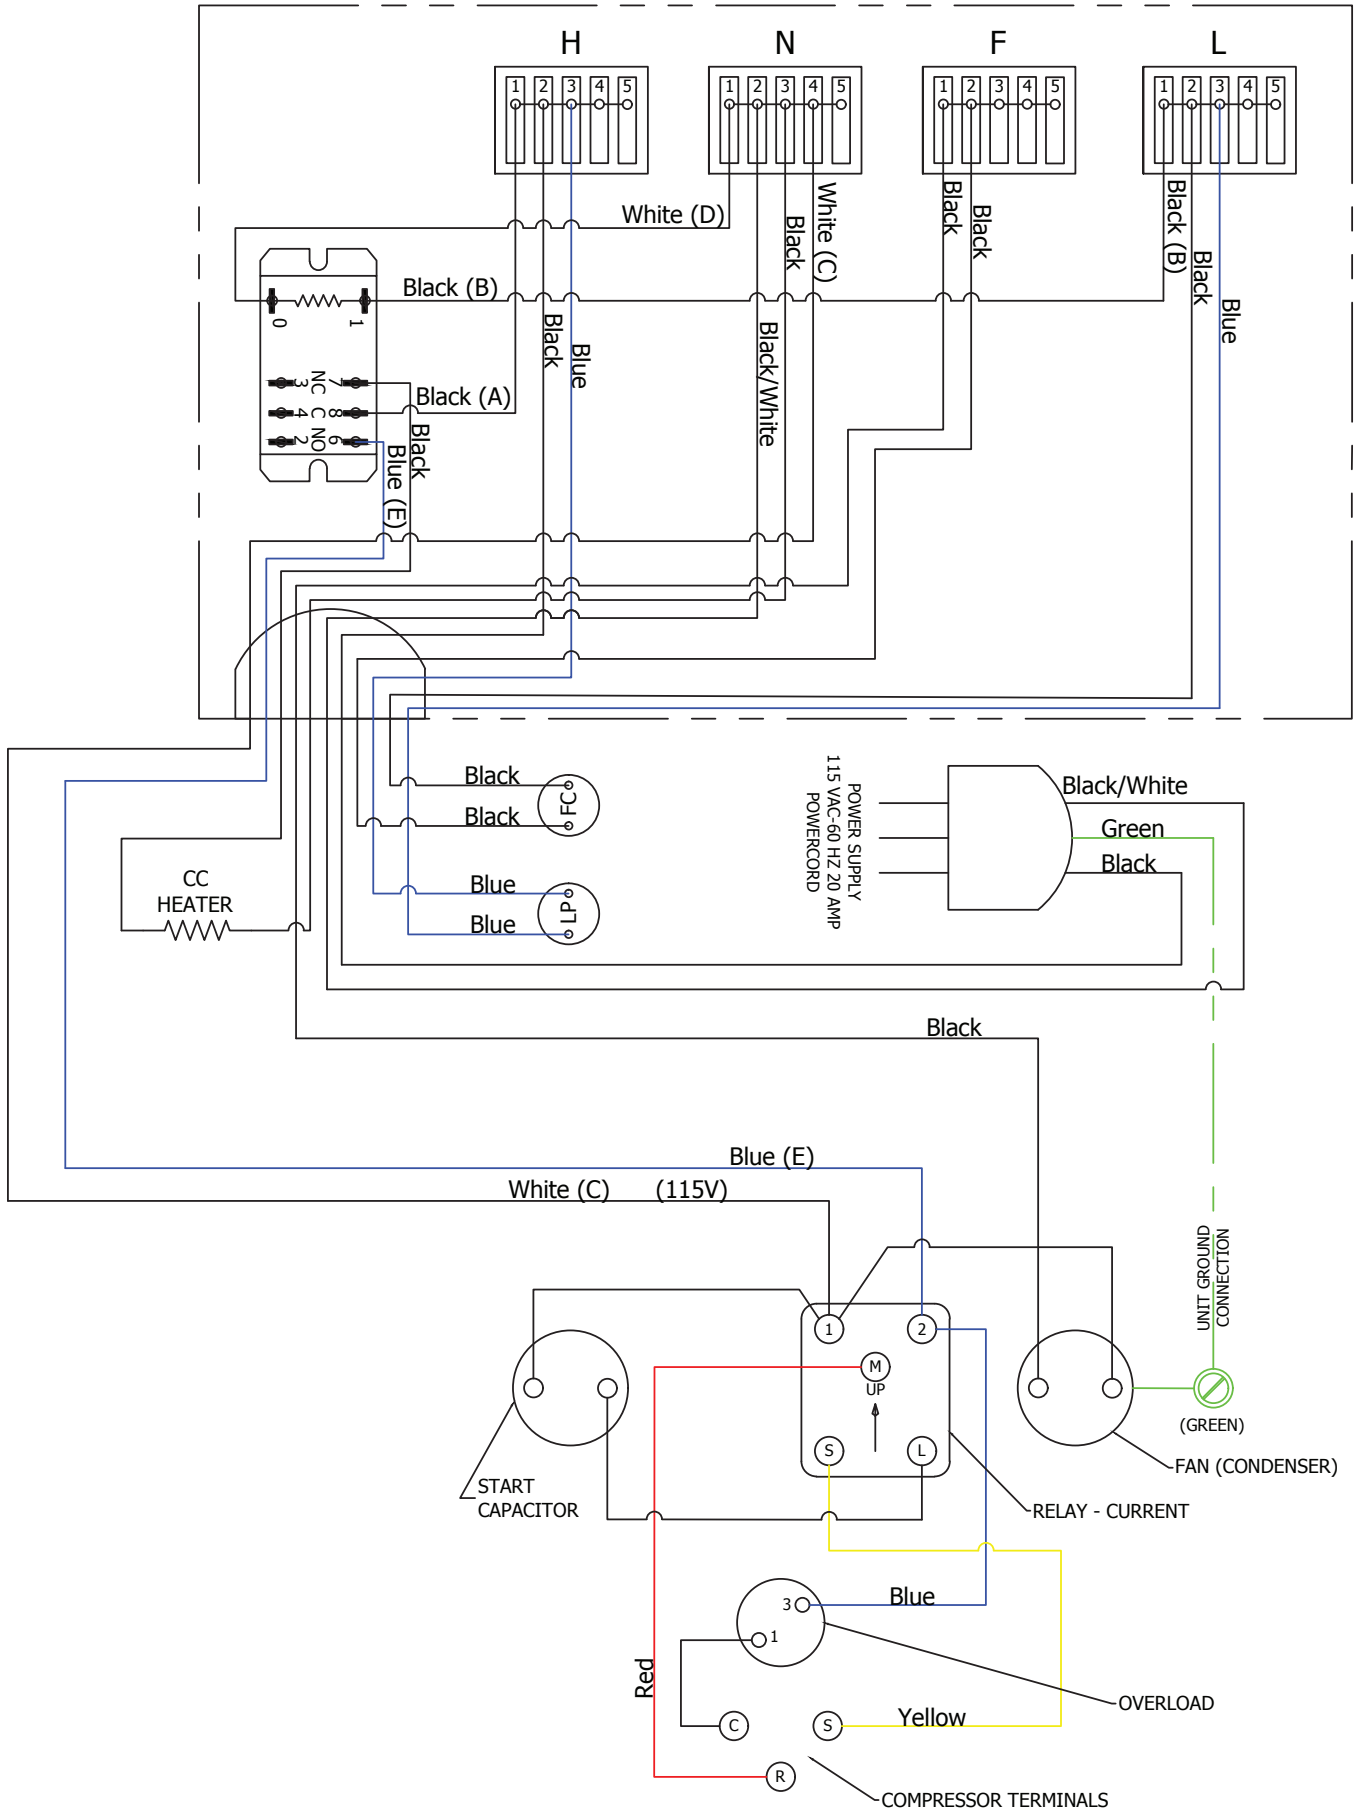 H N F L
1 2 3 4 5
1 2 3 4 5
1 2 3 4 5
1 2 3 4 5
White (D)
Black
White (C)
Black
Black
Black (B)
Black
Black (B)
0 1
Black
Blue
Black/White
Blue
3 NC 7
4 C 8
2 NO 6
Black (A)
Black
Blue (E)
Black
FC
Black
Blue
LP
Blue
CC
HEATER
POWER SUPPLY
115 VAC-60 HZ 20 AMP
POWERCORD
Black/White
Green
Black
Black
Blue (E)
White (C) (115V)
UNIT GROUND
CONNECTION
1 2
M
UP
S L
(GREEN)
FAN (CONDENSER)
START
CAPACITOR
RELAY - CURRENT
3
1
Blue
Red
OVERLOAD
C S
Yellow
R
COMPRESSOR TERMINALS